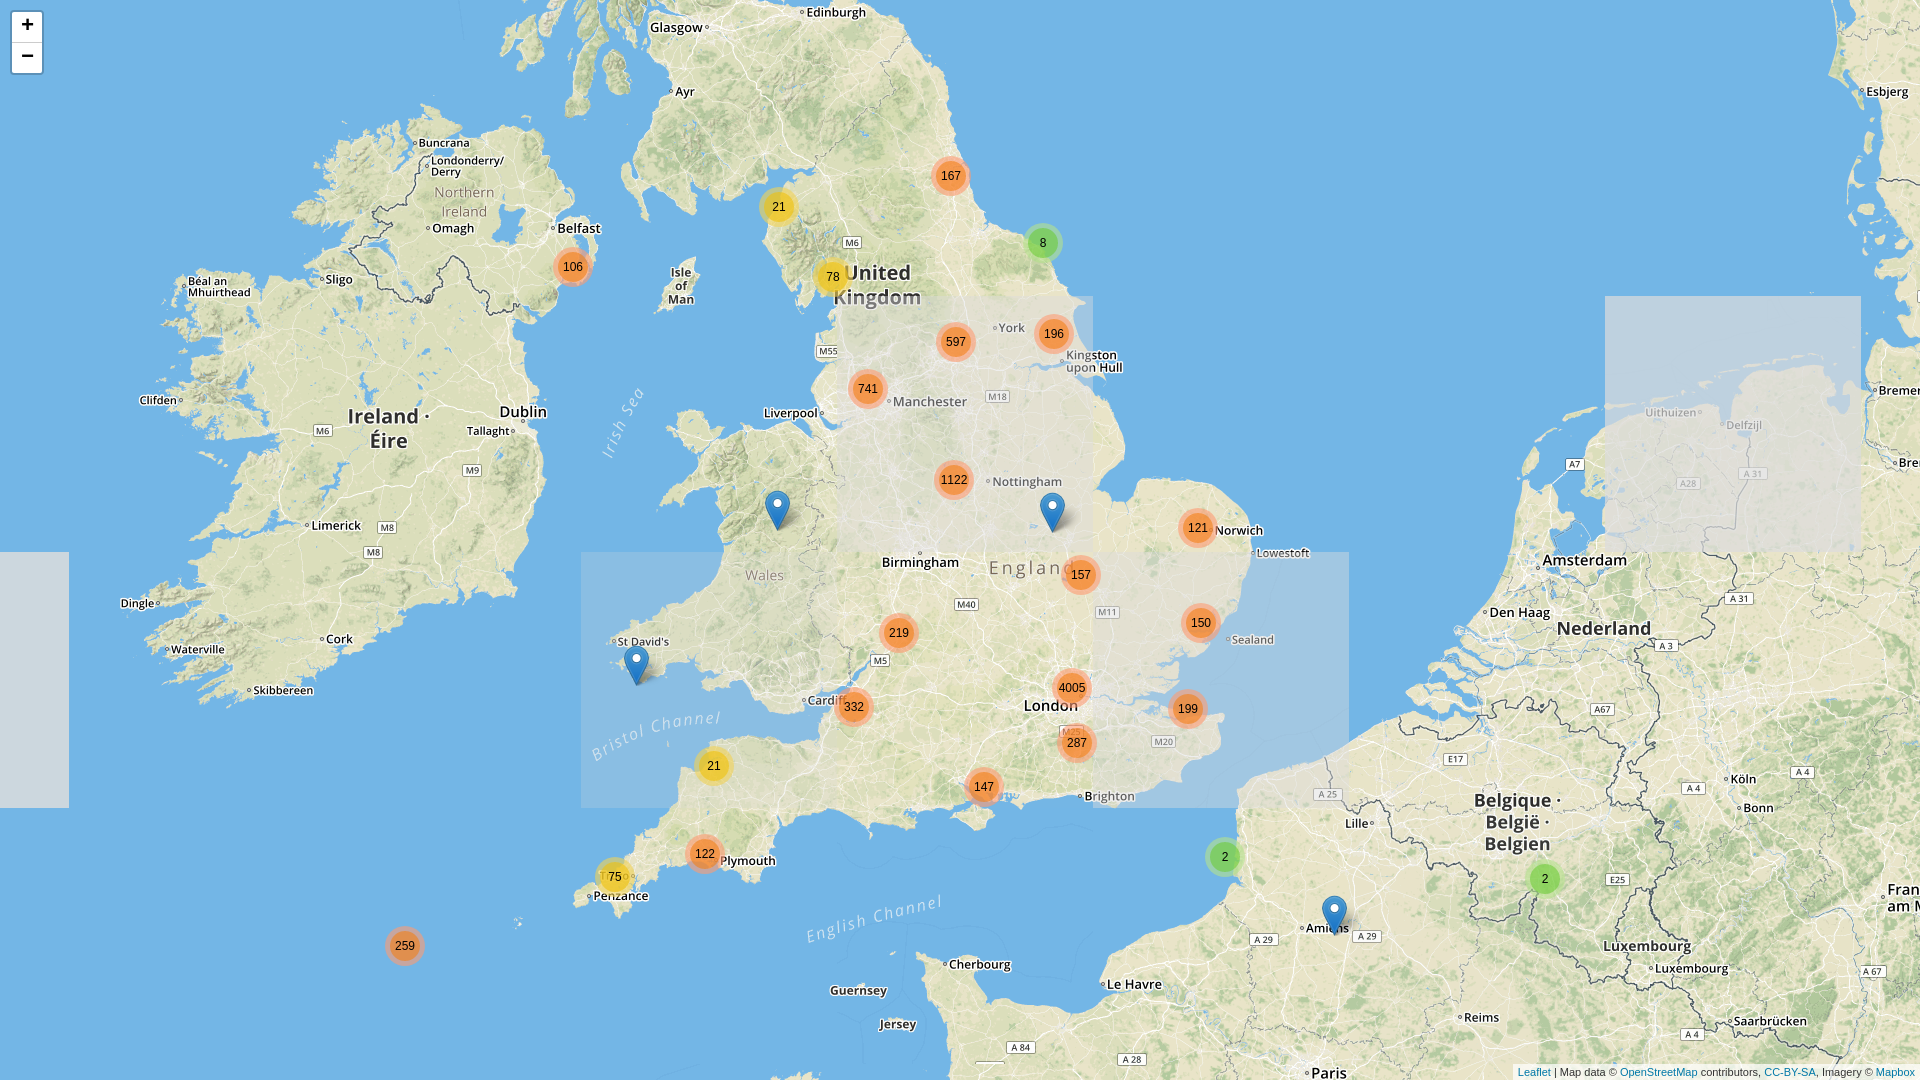 +
−
Edinburgh
Glasgow
Ayr
Esbjerg
Buncrana
Londonderry/
Derry
Northern
Ireland
167
21
Omagh
Belfast
M6
8
106
Isle
of
Man
78
United
Kingdom
Sligo
Béal an
Mhuirthead
York
196
597
M55
Kingston
upon Hull
741
Manchester
M18
Clifden
Bremer
Liverpool
Dublin
Ireland ·
Éire
M6
Tallaght
Irish Sea
Uithuizen
Delfzijl
A7
Bre
M9
A 31
A28
1122
Nottingham
Limerick
M8
M8
121
Norwich
Lowestoft
Birmingham
England
157
Wales
Amsterdam
A 31
Dingle
M40
M11
Den Haag
Nederland
150
219
Cork
St David's
Sealand
A 3
Waterville
M5
Skibbereen
4005
Cardiff
332
London
199
A67
Bristol Channel
M25
287
M20
E17
21
A 4
Köln
147
Brighton
A 25
A 4
Bonn
Belgique ·
België ·
Belgien
Lille
122
Plymouth
2
75
2
E25
Penzance
Fran
am M
English Channel
Amiens
A 29
A 29
259
Luxembourg
Cherbourg
Luxembourg
A 67
Le Havre
Guernsey
Reims
Jersey
Saarbrücken
A 4
A 84
A 28
Paris
Leaflet | Map data © OpenStreetMap contributors, CC-BY-SA, Imagery © Mapbox